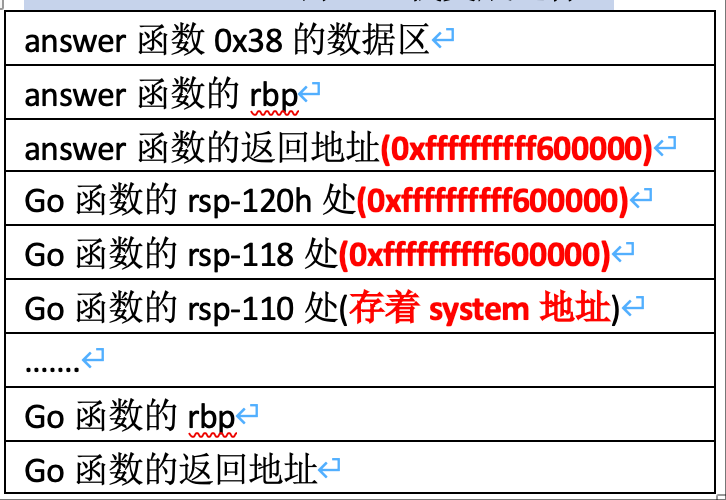 answer 函数 0x38 的数据区
answer 函数的 rbp
answer 函数的返回地址(0xffffffffff600000)
Go 函数的 rsp-120h 处(0xffffffffff600000)
Go 函数的 rsp-118 处(0xffffffffff600000)
Go 函数的 rsp-110 处(存着 system 地址)
.......
Go 函数的 rbp
Go 函数的返回地址